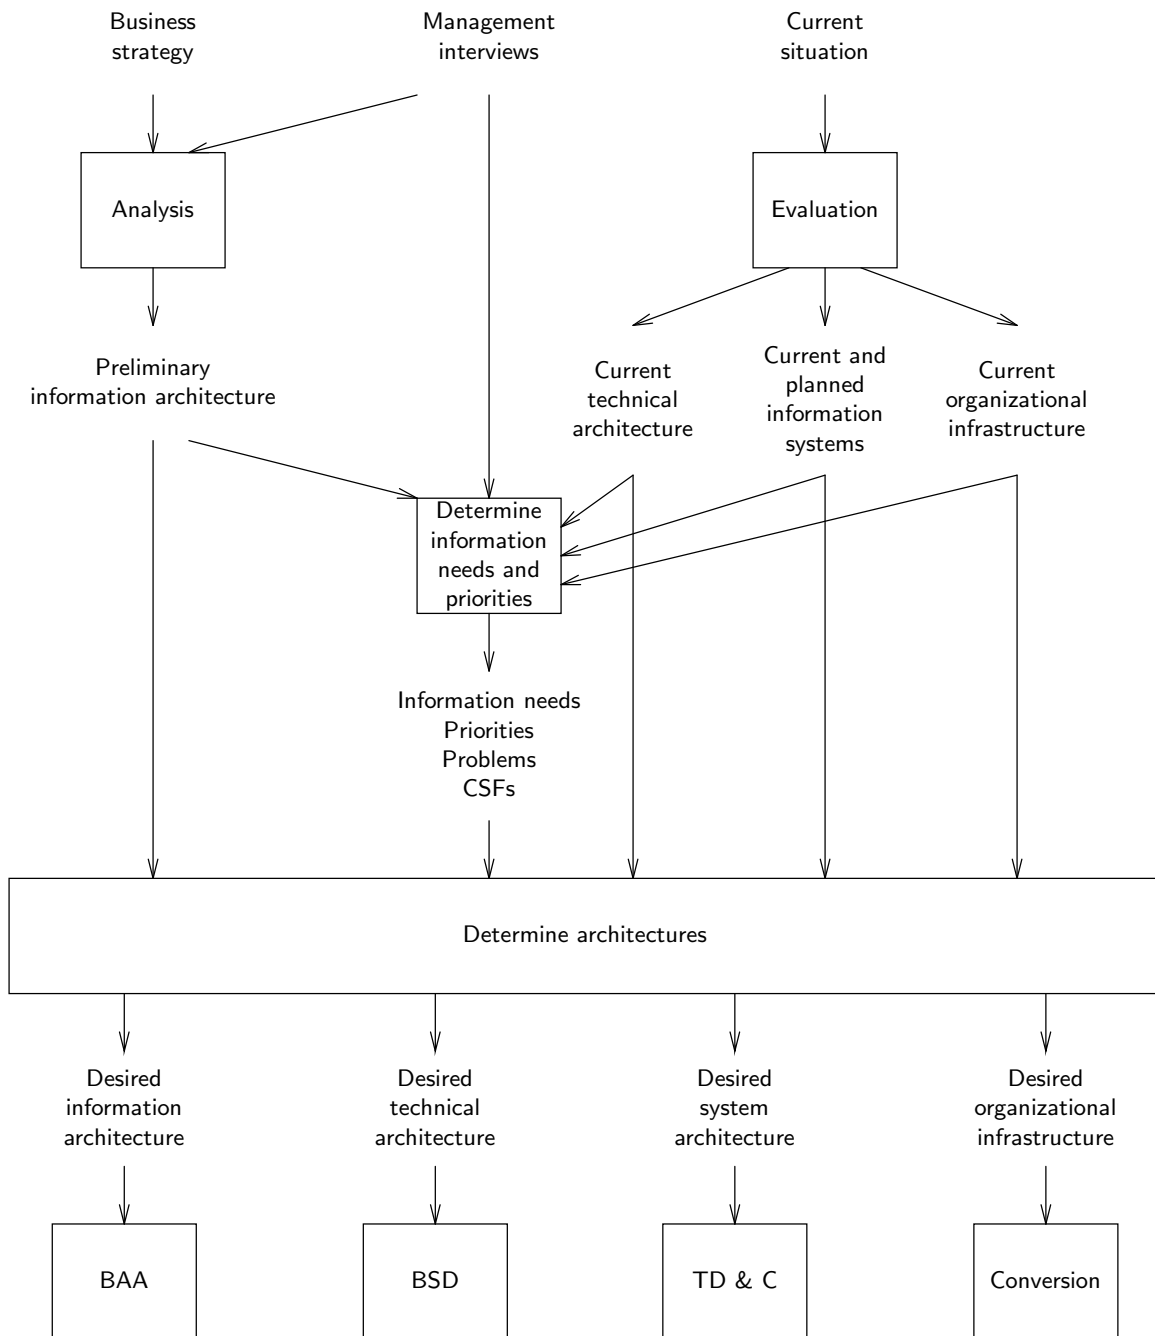 Business
strategy
Management
interviews
Current
situation
Analysis
Evaluation
Preliminary
information architecture
Current
technical
architecture
Current and
planned
information
systems
Current
organizational
infrastructure
Determine
information
needs and
priorities
Information needs
Priorities
Problems
CSFs
Determine architectures
Desired
information
architecture
Desired
technical
architecture
Desired
system
architecture
Desired
organizational
infrastructure
BAA
BSD
TD & C
Conversion